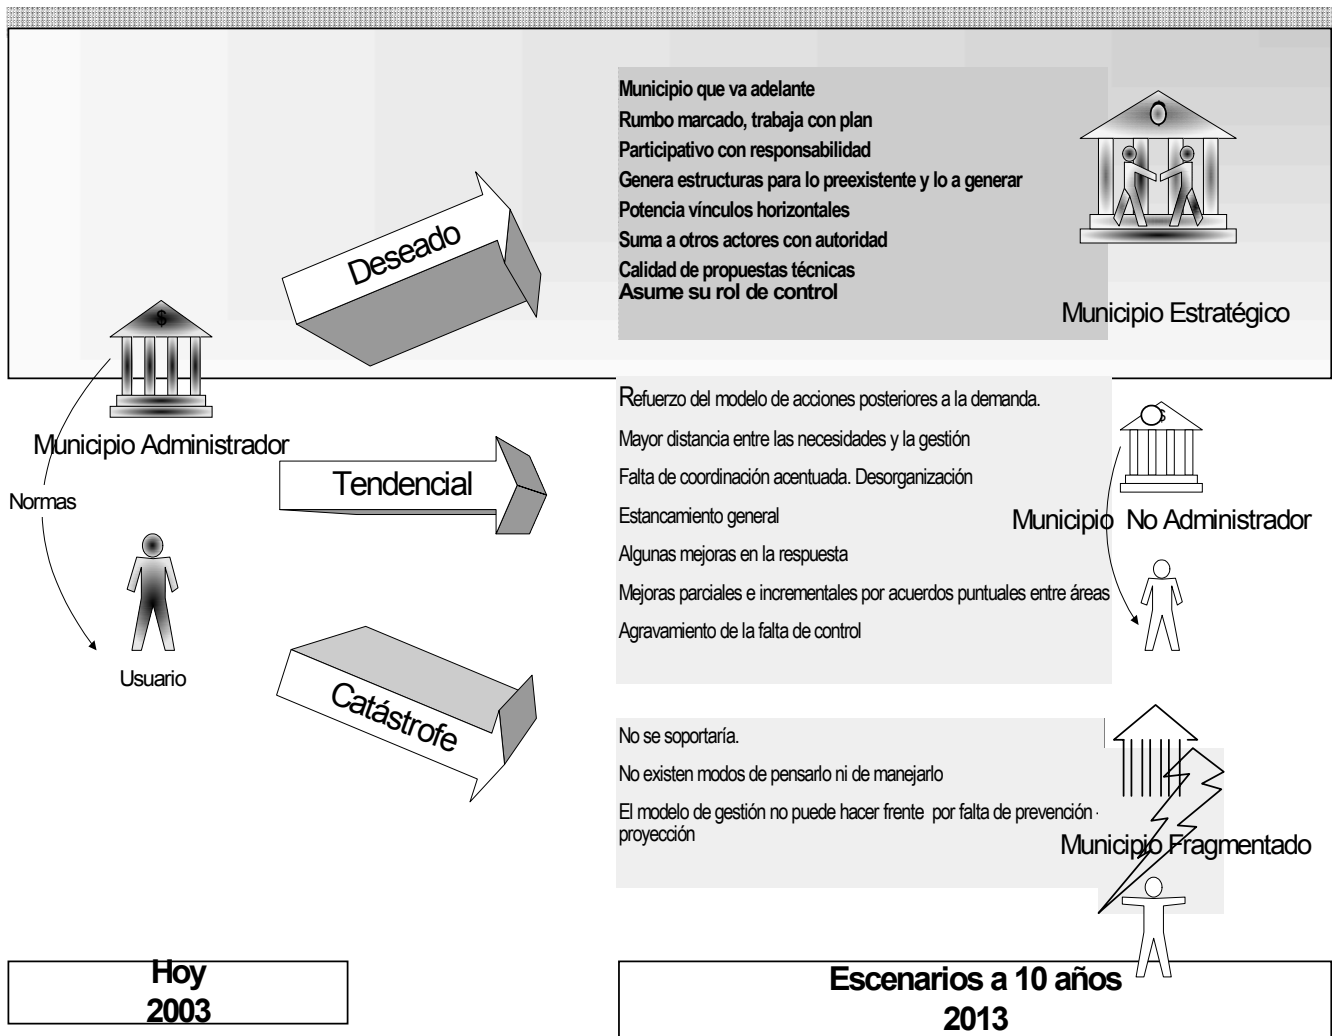 Municipio que va adelante
Rumbo marcado, trabaja con plan
Participativo con responsabilidad
Genera estructuras para lo preexistente y lo a generar
Potencia vínculos horizontales
Suma a otros actores con autoridad
Calidad de propuestas técnicas
Asume su rol de control
Deseado
Municipio Estratégico
$
Municipio Administrador
Normas
Usuario
Tendencial
Refuerzo del modelo de acciones posteriores a la demanda.
Mayor distancia entre las necesidades y la gestión
Falta de coordinación acentuada. Desorganización
Estancamiento general
Algunas mejoras en la respuesta
Mejoras parciales e incrementales por acuerdos puntuales entre áreas
Agravamiento de la falta de control
$
Municipio No Administrador
Catástrofe
No se soportaría.
No existen modos de pensarlo ni de manejarlo
El modelo de gestión no puede hacer frente por falta de prevención -
proyección
Municipio Fragmentado
Hoy
2003
Escenarios a 10 años
2013